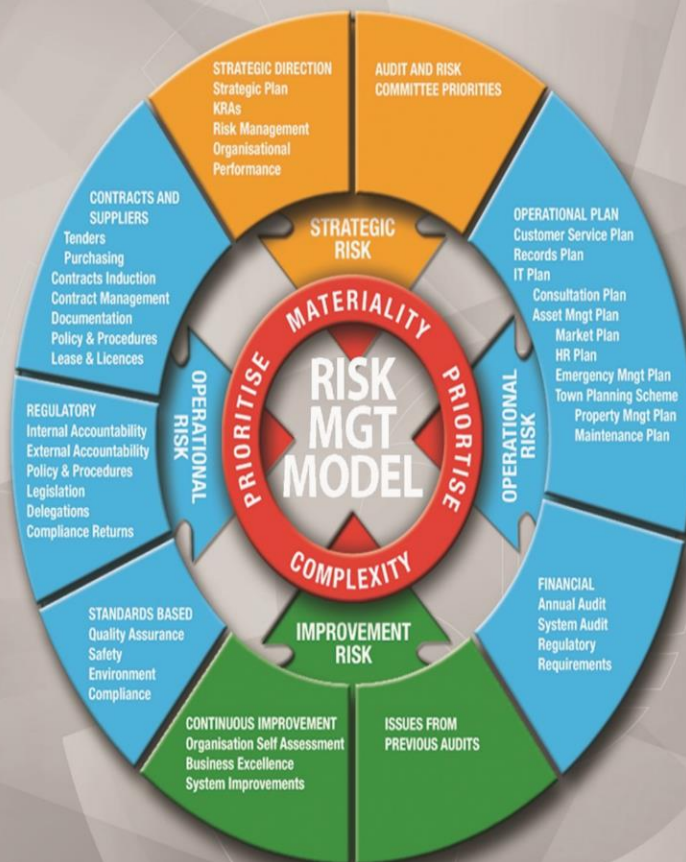 STRATEGIC DIRECTION
Strategic Plan
KRAs
Risk Management
Organisational
Performance
AUDIT AND RISK
COMMITTEE PRIORITIES
OPERATIONAL PLAN
Customer Service Plan
Records Plan
IT Plan
Consultation Plan
Asset Mngt Plan
Market Plan
HR Plan
Emergency Mngt Plan
Town Planning Scheme
Property Mngt Plan
Maintenance Plan
FINANCIAL
Annual Audit
System Audit
Regulatory
Requirements
ISSUES FROM
PREVIOUS AUDITS
CONTINUOUS IMPROVEMENT
Organisation Self Assessment
Business Excellence
System Improvements
STANDARDS BASED
Quality Assurance
Safety
Environment
Compliance
REGULATORY
Internal Accountability
External Accountability
Policy & Procedures
Legislation
Delegations
Compliance Returns
CONTRACTS AND
SUPPLIERS
Tenders
Purchasing
Contracts Induction
Contract Management
Documentation
Policy & Procedures
Lease & Licences
STRATEGIC
RISK
OPERATIONAL
RISK
IMPROVEMENT
RISK
OPERATIONAL
RISK
MATERIALITY
PRIORTISE
COMPLEXITY
PRIORITISE
RISK
MGT
MODEL